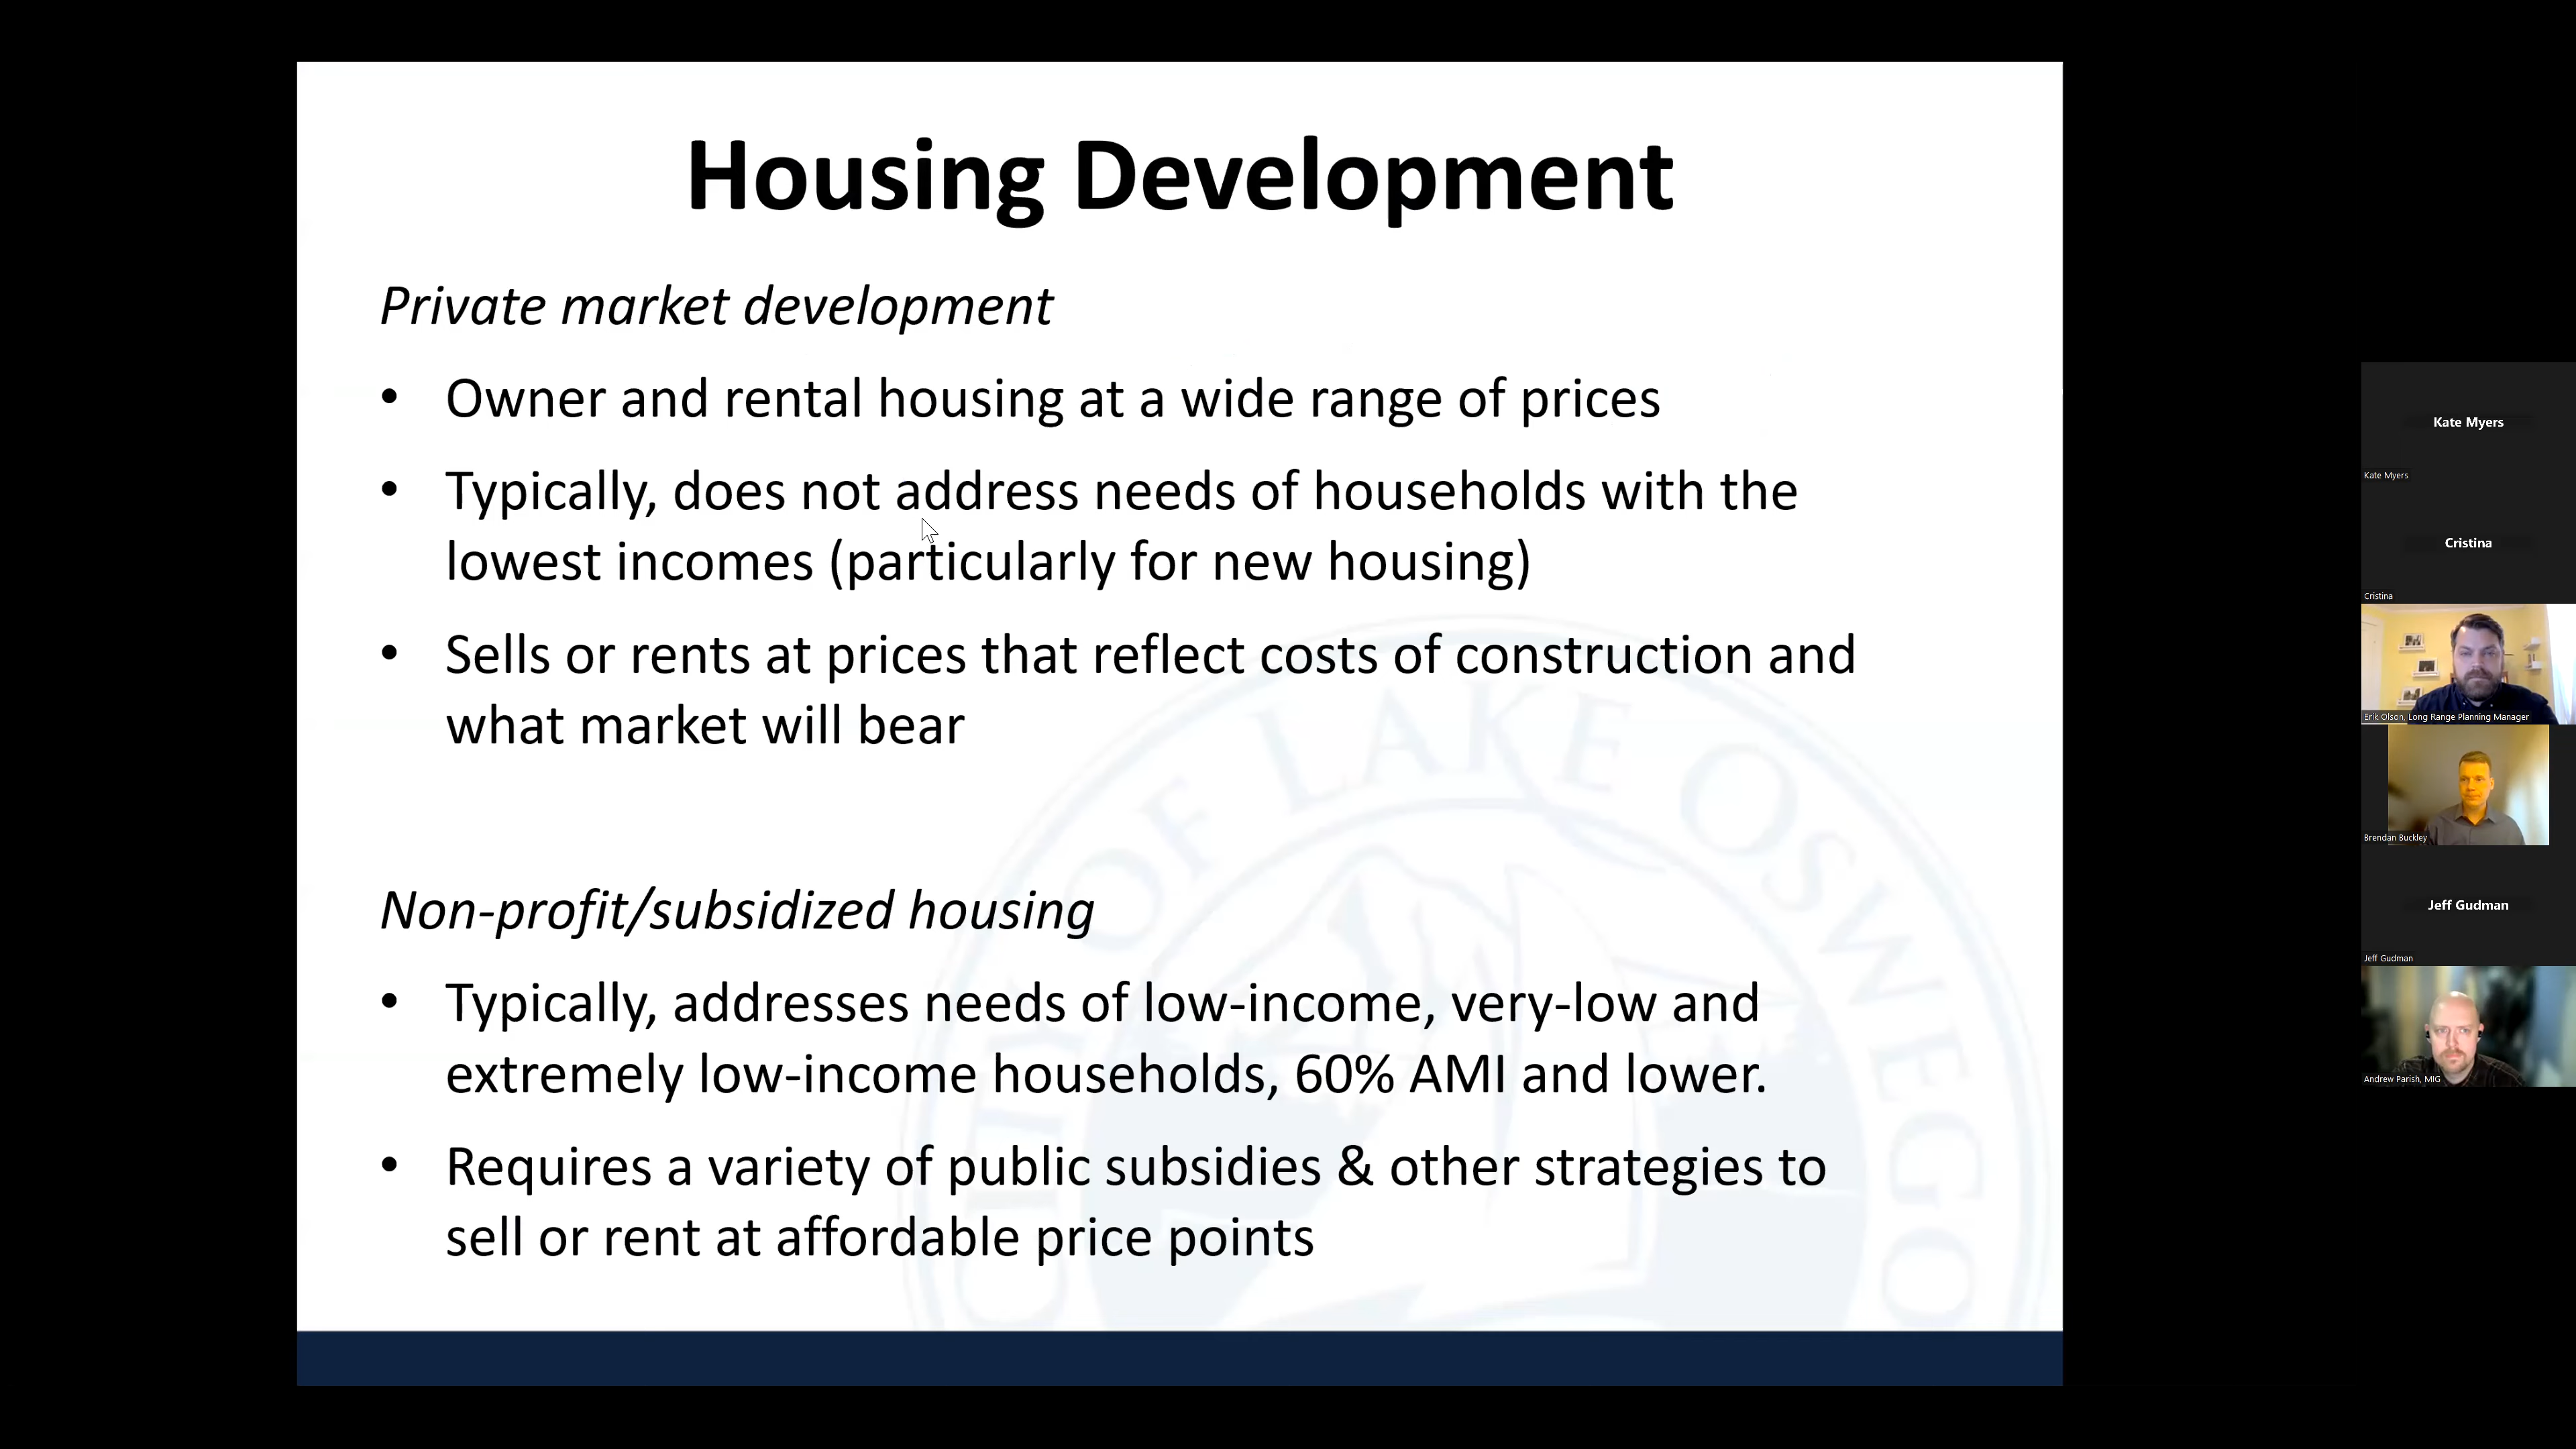 Housing Development
Private market development
• Owner and rental housing at a wide range of prices
• Typically, does not address needs of households with the
lowest incomes (particularly for new housing)
• Sells or rents at prices that reflect costs of construction and
what market will bear
Non-profit/subsidized housing
• Typically, addresses needs of low-income, very-low and
extremely low-income households, 60% AMI and lower.
• Requires a variety of public subsidies & other strategies to
sell or rent at affordable price points
CITY OF LAKE OSWEGO
Kate Myers
Kate Myers
Cristina
Cristina
Erik Olson, Long Range Planning Manager
Brendan Buckley
Jeff Gudman
Jeff Gudman
Andrew Parish, MIG